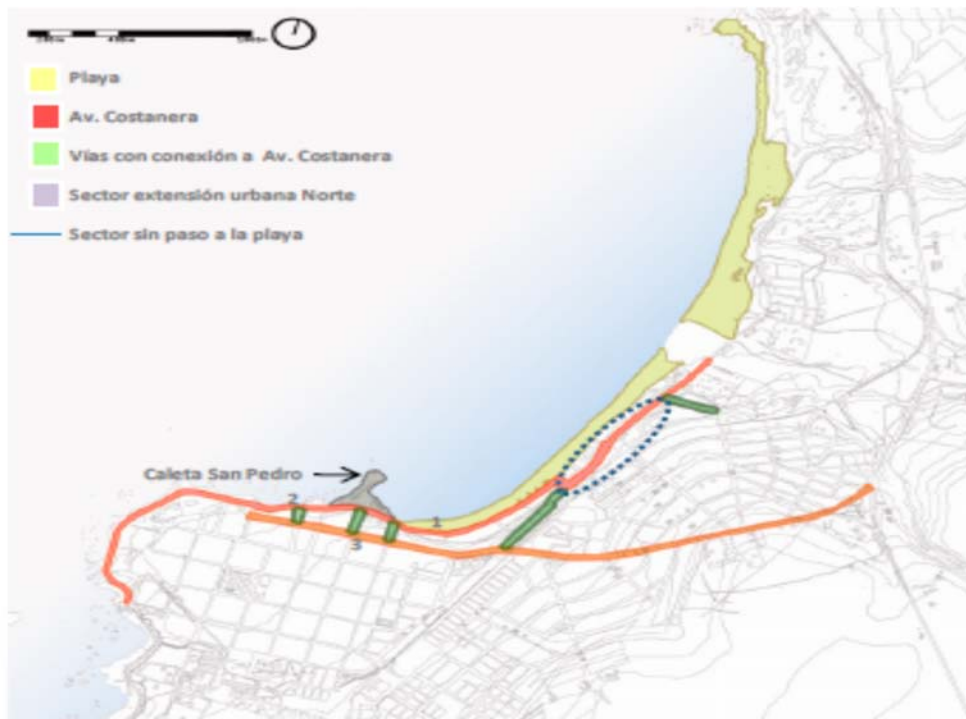 Playa
Av. Costanera
Vías con conexión a Av. Costanera
Sector extensión urbana Norte
Sector sin paso a la playa
Caleta San Pedro
2
1
3